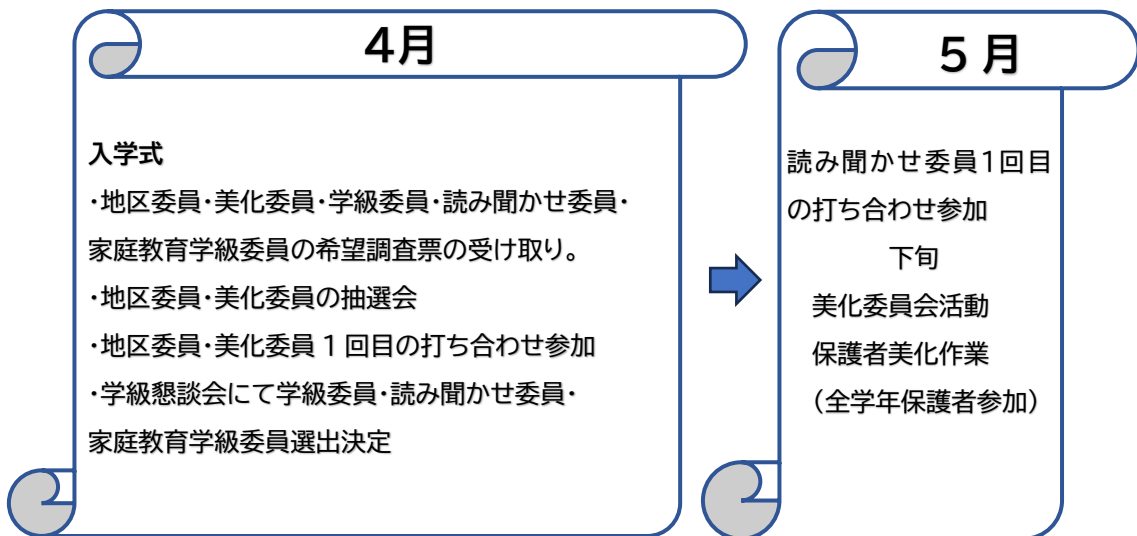 4月
入学式
・地区委員・美化委員・学級委員・読み聞かせ委員・
家庭教育学級委員の希望調査票の受け取り。
・地区委員・美化委員の抽選会
・地区委員・美化委員 1 回目の打ち合わせ参加
・学級懇談会にて学級委員・読み聞かせ委員・
家庭教育学級委員選出決定
5 月
読み聞かせ委員1回目
の打ち合わせ参加
下旬
美化委員会活動
保護者美化作業
（全学年保護者参加）